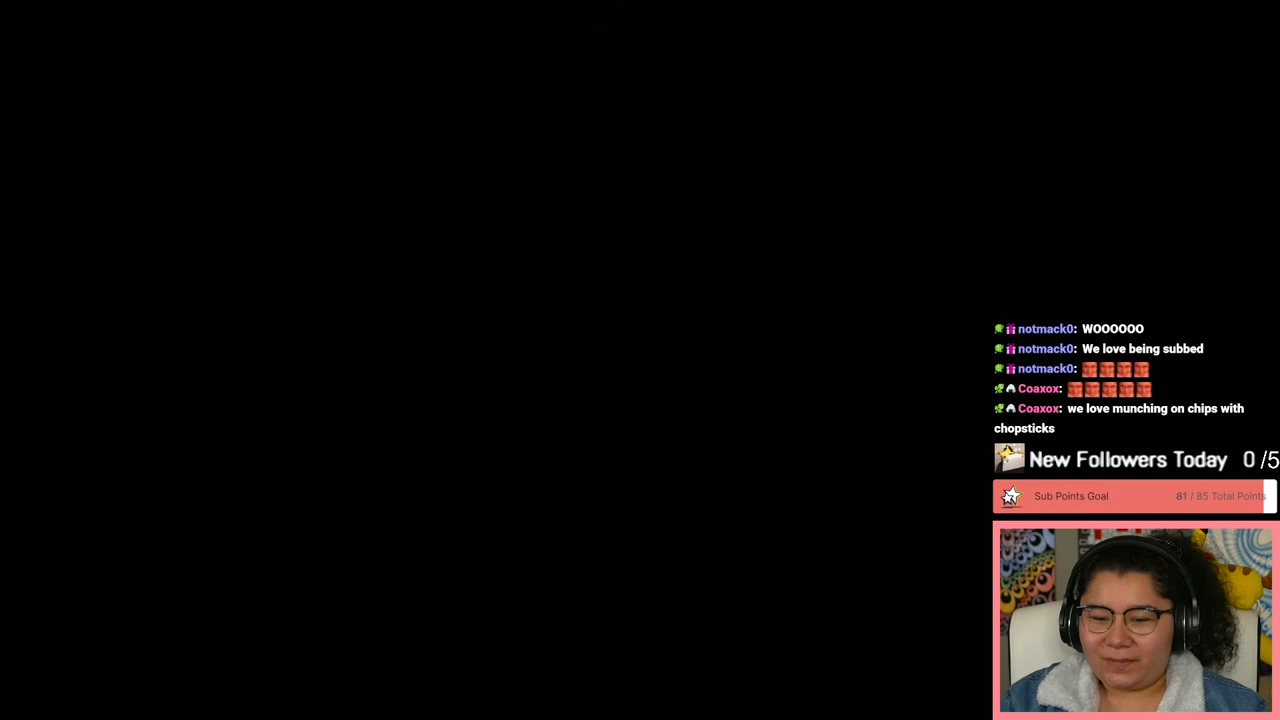 notmack0: WOOOOOO
notmack0: We love being subbed
notmack0:
Coaxox:
Coaxox: we love munching on chips with
chopsticks
New Followers Today 0 /5
Sub Points Goal 81 / 85 Total Points